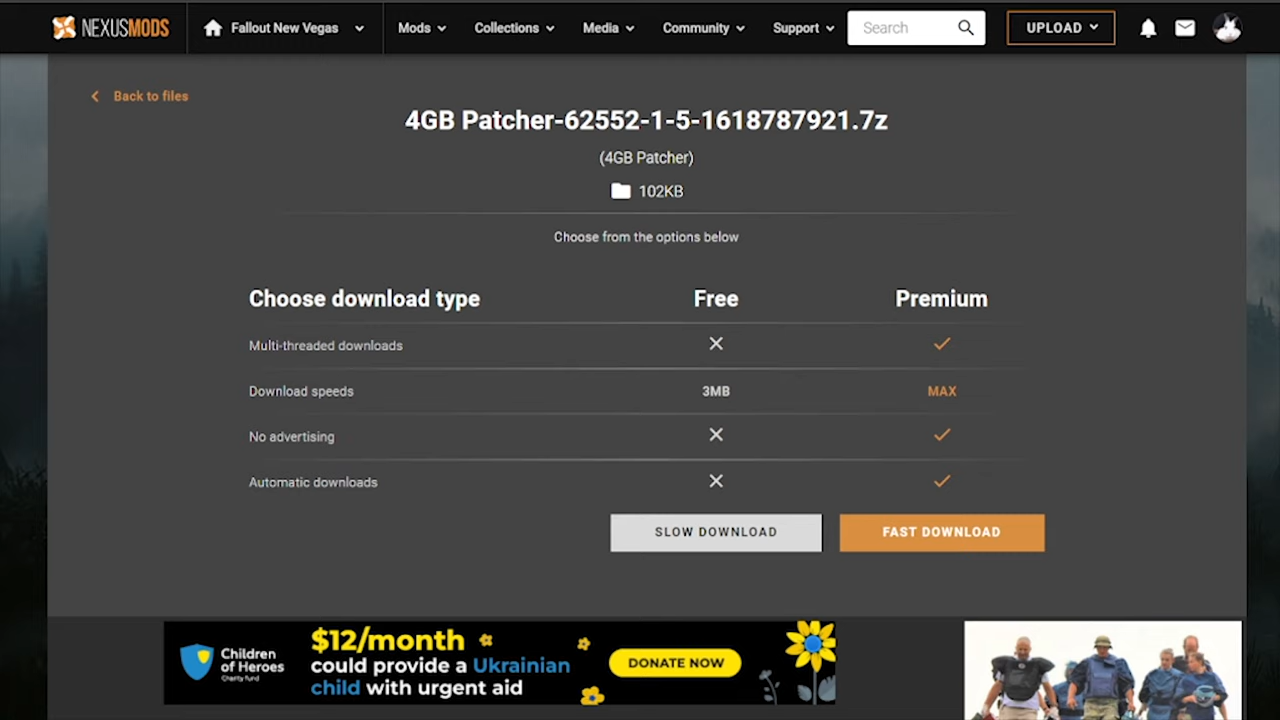 NEXUSMODS
Fallout New Vegas
Mods
Collections
Media
Community
Support
Search
UPLOAD
Back to files
4GB Patcher-62552-1-5-1618787921.7z
(4GB Patcher)
102KB
Choose from the options below
Choose download type Free Premium
Multi-threaded downloads
Download speeds 3MB MAX
No advertising
Automatic downloads
SLOW DOWNLOAD FAST DOWNLOAD
Children
of Heroes
Charity fund
$12/month
could provide a Ukrainian
child with urgent aid
DONATE NOW